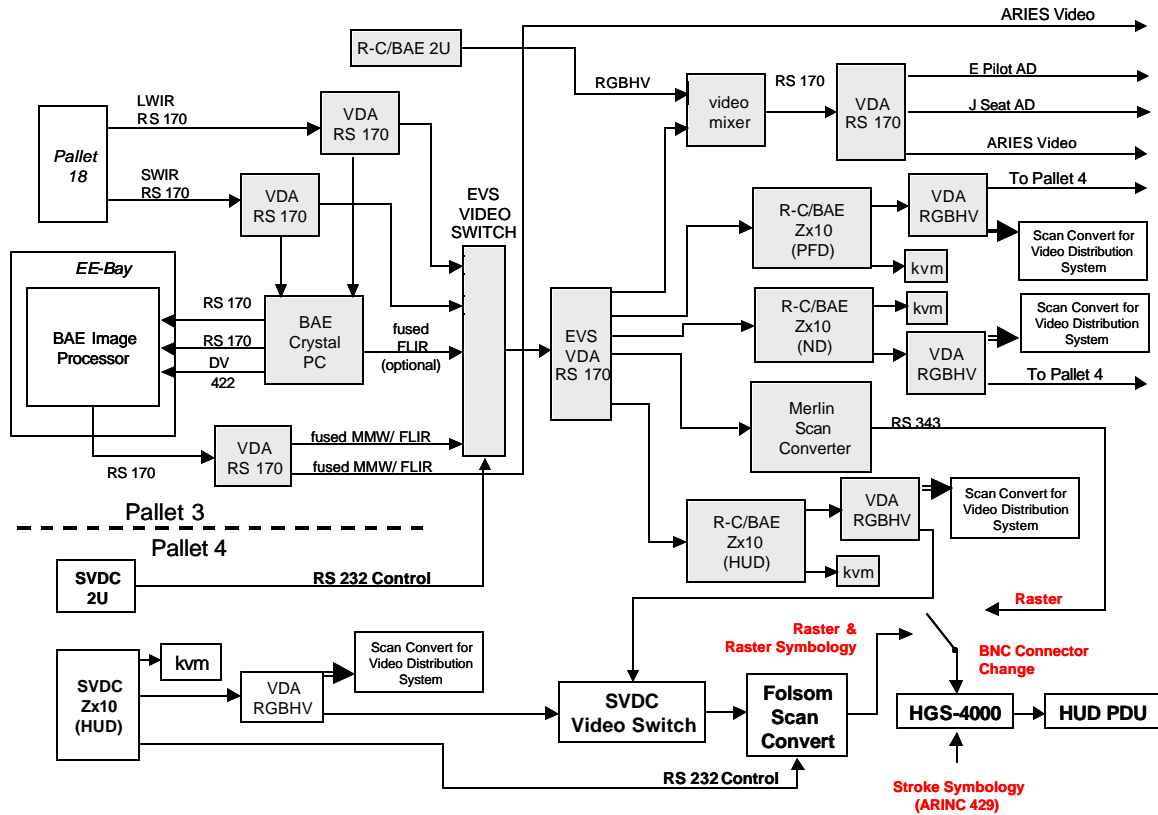 ARIES Video
R-C/BAE 2U
RGBHV
RS 170
E Pilot AD
video
mixer
VDA
RS 170
J Seat AD
ARIES Video
LWIR
RS 170
VDA
RS 170
Pallet
18
SWIR
RS 170
VDA
RS 170
EVS
VIDEO
SWITCH
To Pallet 4
R-C/BAE
Zx10
(PFD)
VDA
RGBHV
Scan Convert for
Video Distribution
System
kvm
EE-Bay
BAE Image
Processor
RS 170
RS 170
DV
422
BAE
Crystal
PC
fused
FLIR
(optional)
EVS
VDA
RS 170
R-C/BAE
Zx10
(ND)
kvm
Scan Convert for
Video Distribution
System
VDA
RGBHV
To Pallet 4
Merlin
Scan
Converter
RS 343
RS 170
VDA
RS 170
fused MMW/ FLIR
fused MMW/ FLIR
Pallet 3
Pallet 4
R-C/BAE
Zx10
(HUD)
VDA
RGBHV
Scan Convert for
Video Distribution
System
kvm
SVDC
2U
RS 232 Control
Raster
Raster &
Raster Symbology
BNC Connector
Change
SVDC
Zx10
(HUD)
kvm
Scan Convert for
Video Distribution
System
VDA
RGBHV
SVDC
Video Switch
Folsom
Scan
Convert
HGS-4000
HUD PDU
RS 232 Control
Stroke Symbology
(ARINC 429)